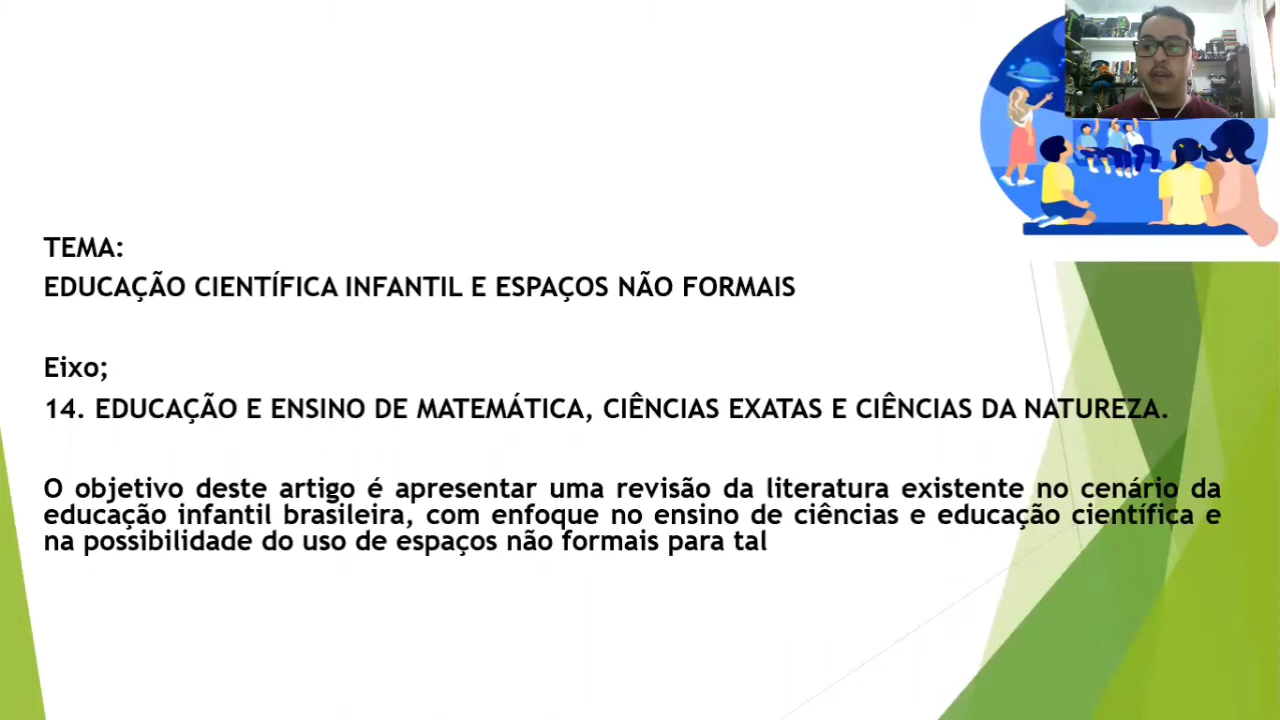 TEMA:
EDUCAÇÃO CIENTÍFICA INFANTIL E ESPAÇOS NÃO FORMAIS
Eixo;
14. EDUCAÇÃO E ENSINO DE MATEMÁTICA, CIÊNCIAS EXATAS E CIÊNCIAS DA NATUREZA.
O objetivo deste artigo é apresentar uma revisão da literatura existente no cenário da
educação infantil brasileira, com enfoque no ensino de ciências e educação científica e
na possibilidade do uso de espaços não formais para tal